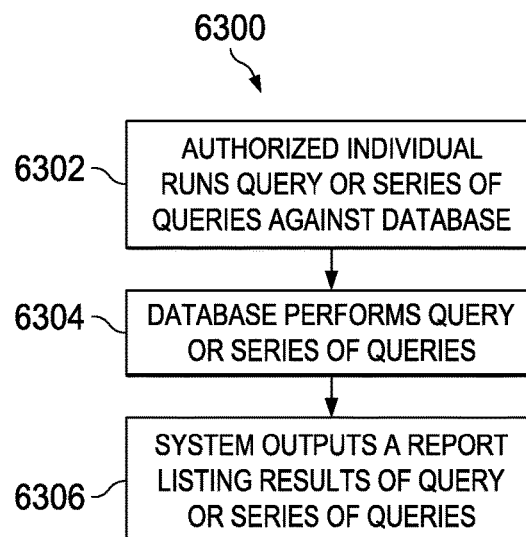 6300
6302
AUTHORIZED INDIVIDUAL
RUNS QUERY OR SERIES OF
QUERIES AGAINST DATABASE
6304
DATABASE PERFORMS QUERY
OR SERIES OF QUERIES
6306
SYSTEM OUTPUTS A REPORT
LISTING RESULTS OF QUERY
OR SERIES OF QUERIES